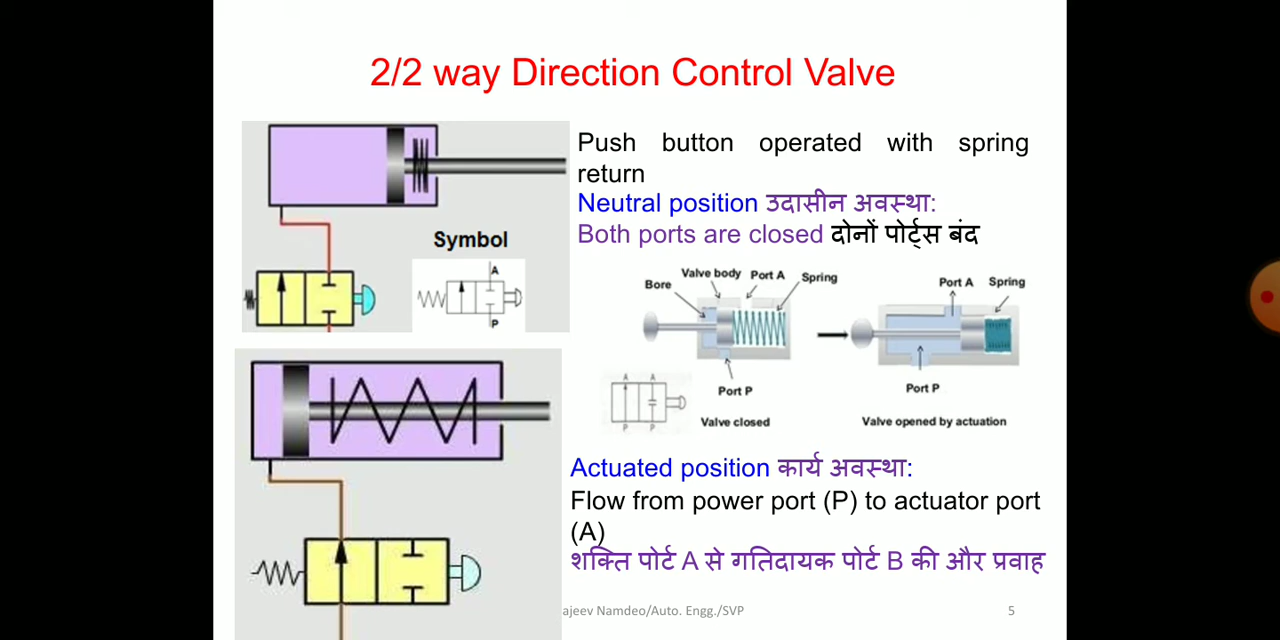 2/2 way Direction Control Valve
Push button operated with spring
return
Neutral position उदासीन अवस्था:
Both ports are closed दोनों पोर्ट्स बंद
Symbol
A
P
Valve body
Port A
Spring
Bore
Port P
A A
P P
Valve closed
Port A
Spring
Port P
Valve opened by actuation
Actuated position कार्य अवस्था:
Flow from power port (P) to actuator port
(A)
शक्ति पोर्ट A से गतिदायक पोर्ट B की और प्रवाह
ajeev Namdeo/Auto. Engg./SVP
5